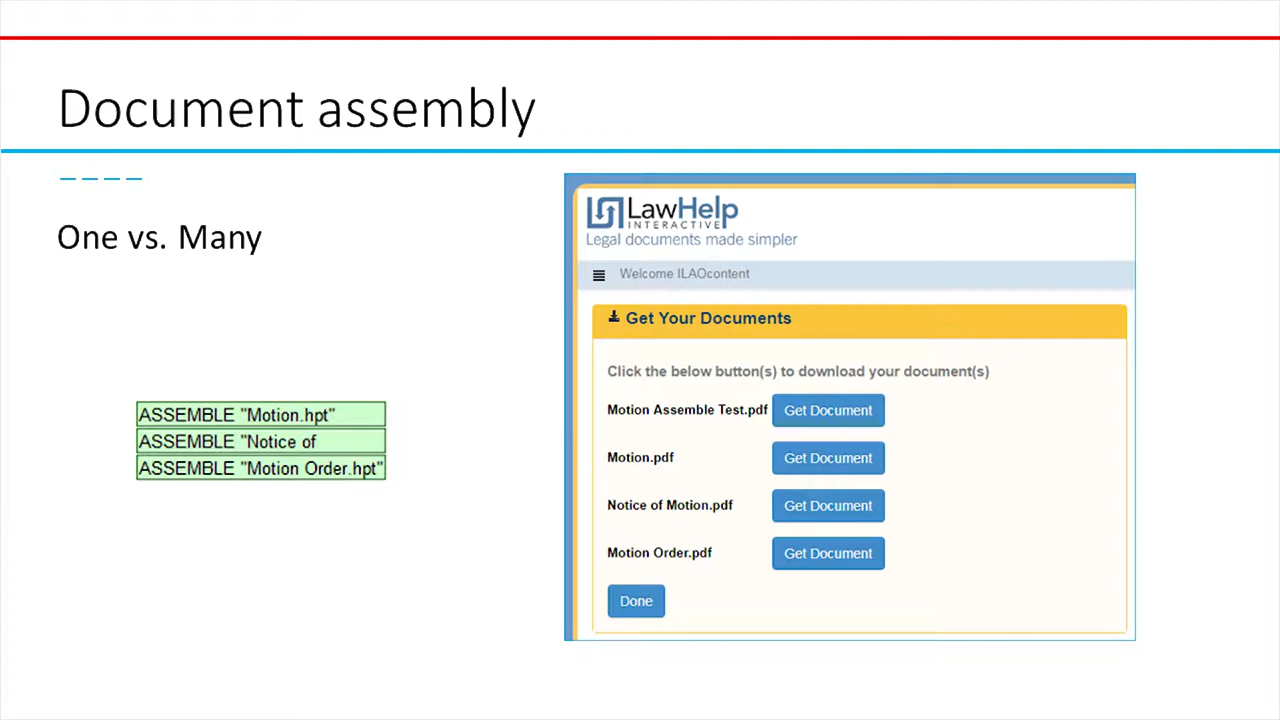 Document assembly
One vs. Many
ASSEMBLE "Motion.hpt"
ASSEMBLE "Notice of
ASSEMBLE "Motion Order.hpt"
LawHelp
INTERACTIVE
Legal documents made simpler
Welcome ILAOcontent
Get Your Documents
Click the below button(s) to download your document(s)
Motion Assemble Test.pdf Get Document
Motion.pdf Get Document
Notice of Motion.pdf Get Document
Motion Order.pdf Get Document
Done